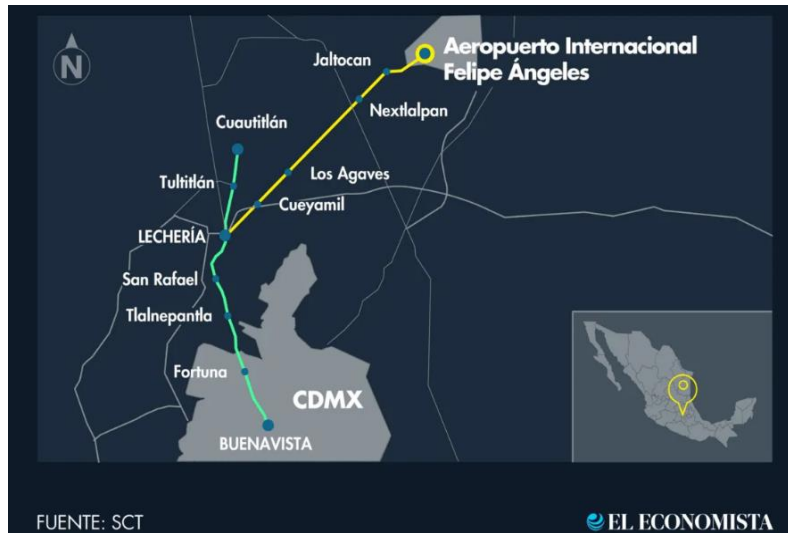 N
Aeropuerto Internacional
Felipe Ángeles
Jaltocan
Nextlalpan
Cuautitlán
Los Agaves
Tultitlán
Cueyamil
LECHERÍA
San Rafael
Tlalnepantla
Fortuna
CDMX
BUENAVISTA
FUENTE: SCT
EL ECONOMISTA